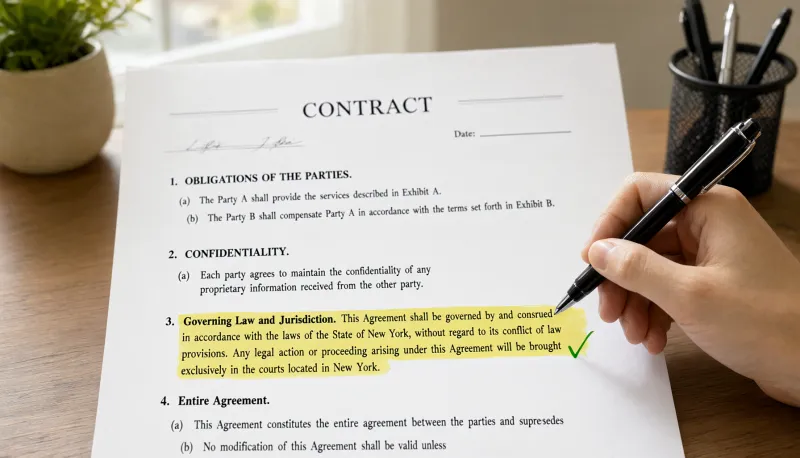 CONTRACT
Date:
1. OBLIGATIONS OF THE PARTIES.
(a) The Party A shall provide the services described in Exhibit A.
(b) The Party B shall compensate Party A in accordance with the terms set forth in Exhibit B.
2. CONFIDENTIALITY.
(a) Each party agrees to maintain the confidentiality of any
proprietary information received from the other party.
3. Governing Law and Jurisdiction. This Agreement shall be governed by and consrued
in accordance with the laws of the State of New York, without regard to its conflict of law
provisions. Any legal action or proceeding arising under this Agreement will be brought
exclusively in the courts located in New York.
4. Entire Agreement.
(a) This Agreement constitutes the entire agreement between the parties and supresedes
(b) No modification of this Agreement shall be valid unless